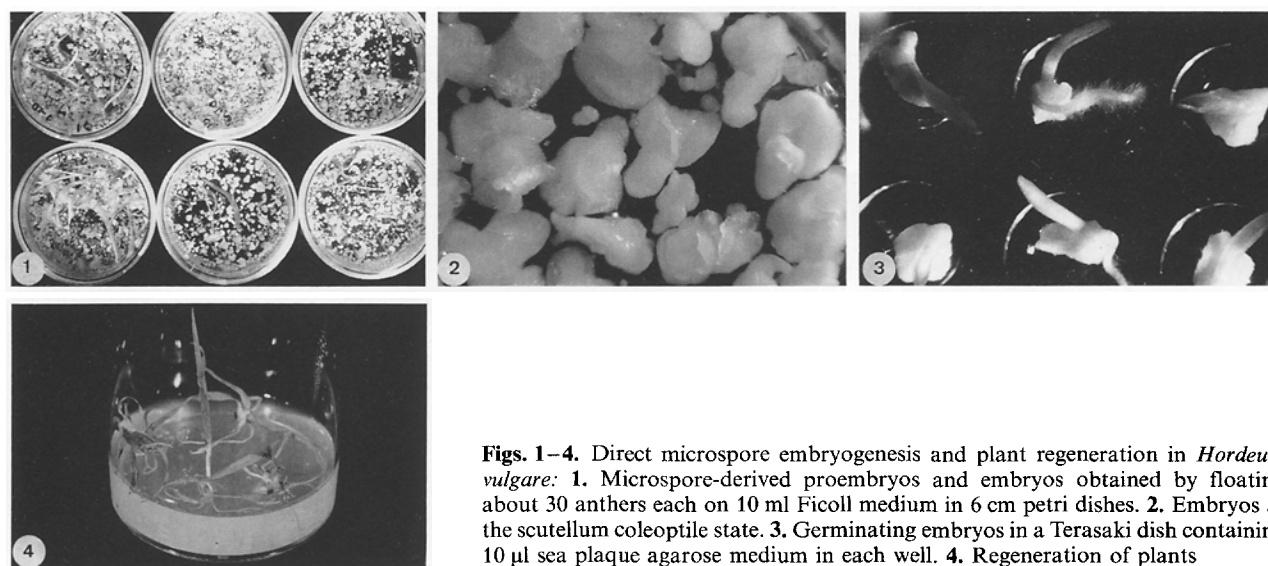 1
2
3
4
Figs. 1–4. Direct microspore embryogenesis and plant regeneration in Hordeu
vulgare: 1. Microspore-derived proembryos and embryos obtained by floatin
about 30 anthers each on 10 ml Ficoll medium in 6 cm petri dishes. 2. Embryos
the scutellum coleoptile state. 3. Germinating embryos in a Terasaki dish containin
10 µl sea plaque agarose medium in each well. 4. Regeneration of plants